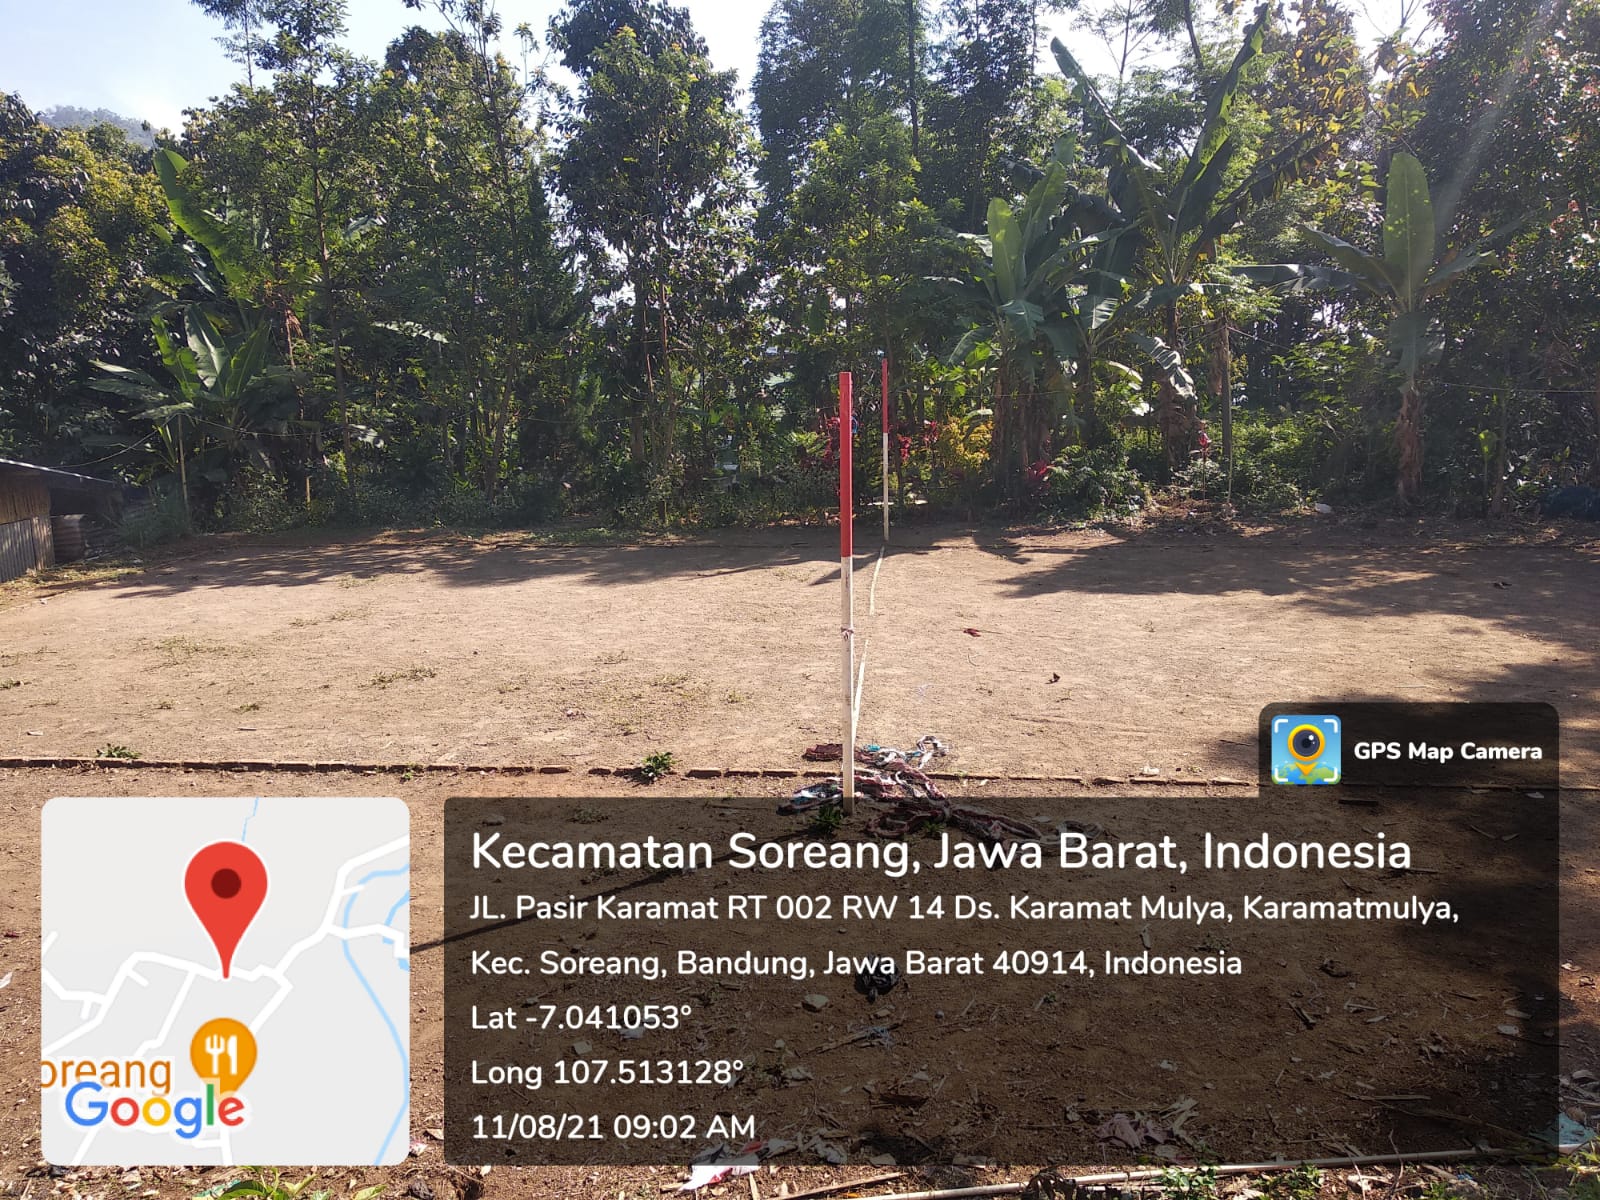 GPS Map Camera
Kecamatan Soreang, Jawa Barat, Indonesia
JL. Pasir Karamat RT 002 RW 14 Ds. Karamat Mulya, Karamatmulya,
Kec. Soreang, Bandung, Jawa Barat 40914, Indonesia
Lat -7.041053°
Long 107.513128°
11/08/21 09:02 AM
oreang
Google